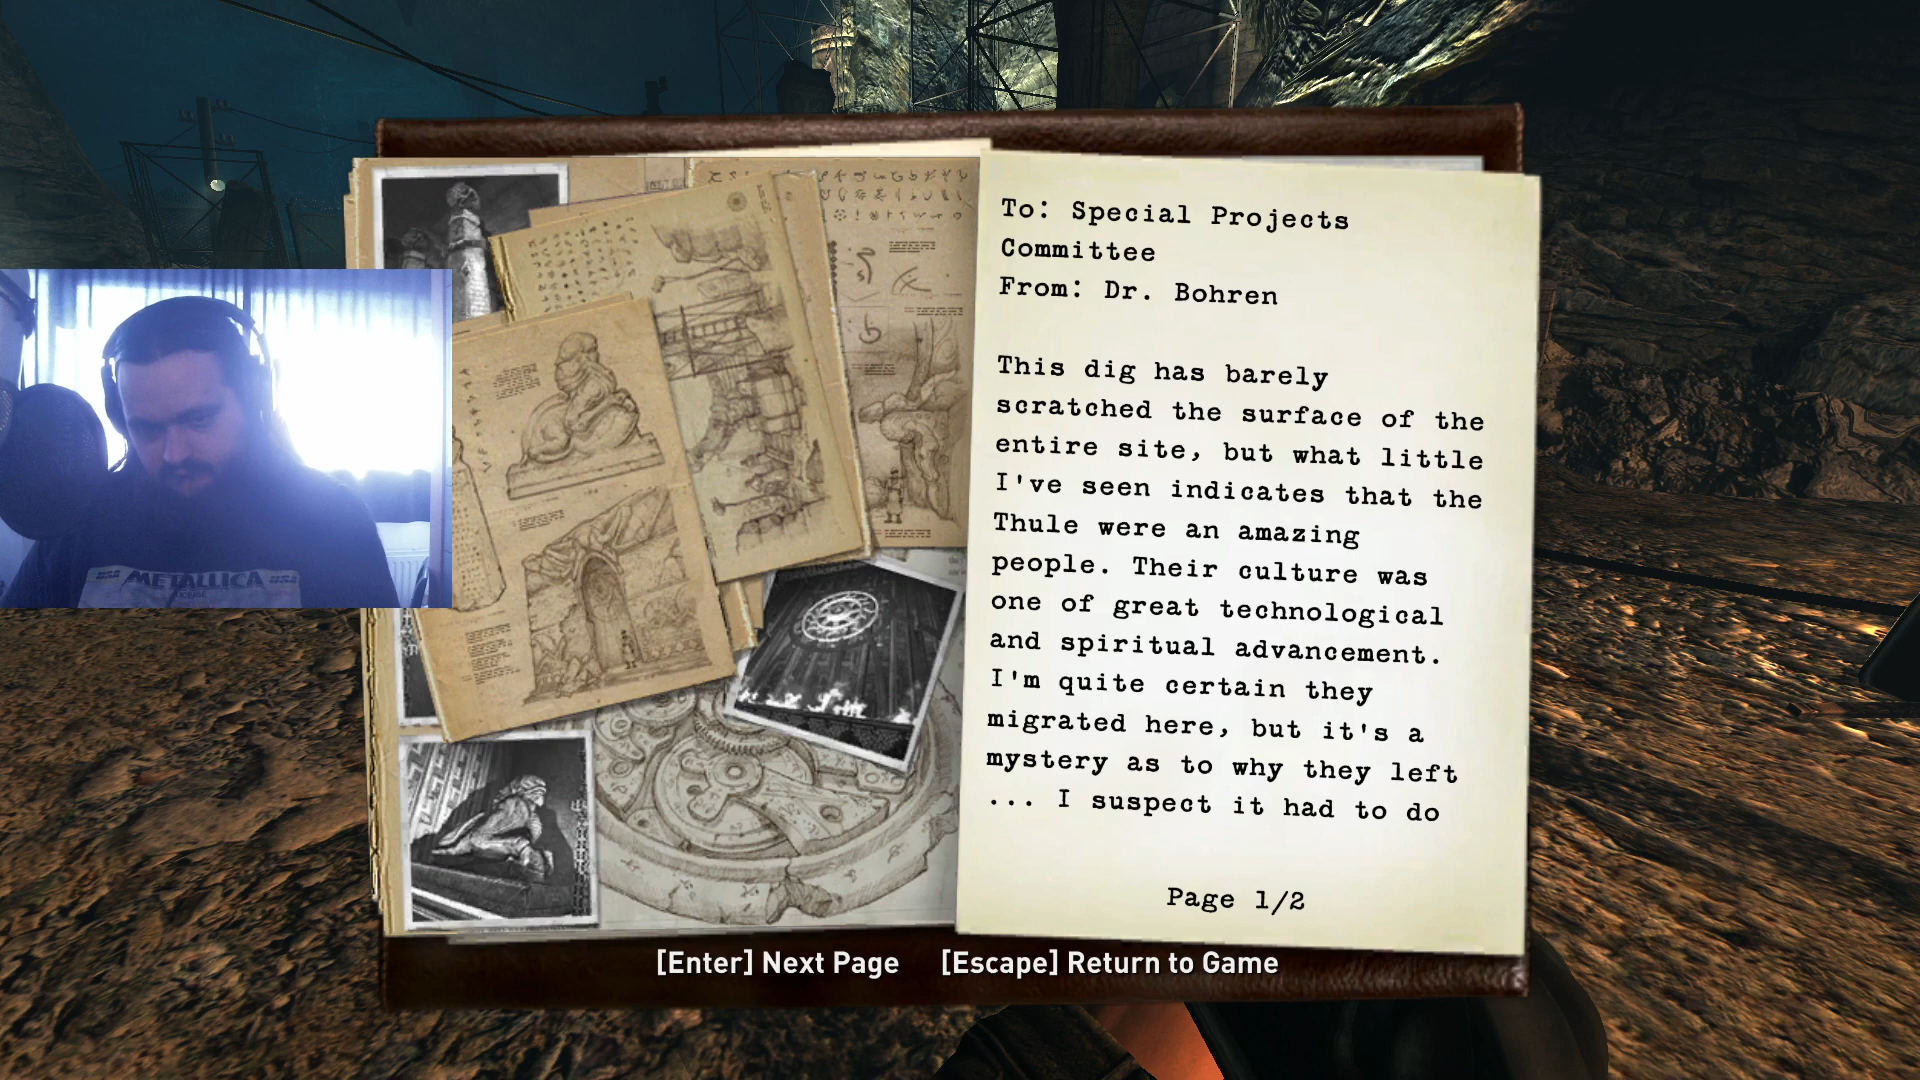 To: Special Projects
Committee
From: Dr. Bohren
This dig has barely
scratched the surface of the
entire site, but what little
I've seen indicates that the
Thule were an amazing
people. Their culture was
one of great technological
and spiritual advancement.
I'm quite certain they
migrated here, but it's a
mystery as to why they left
... I suspect it had to do
Page 1/2
[Enter] Next Page [Escape] Return to Game
METALLICA